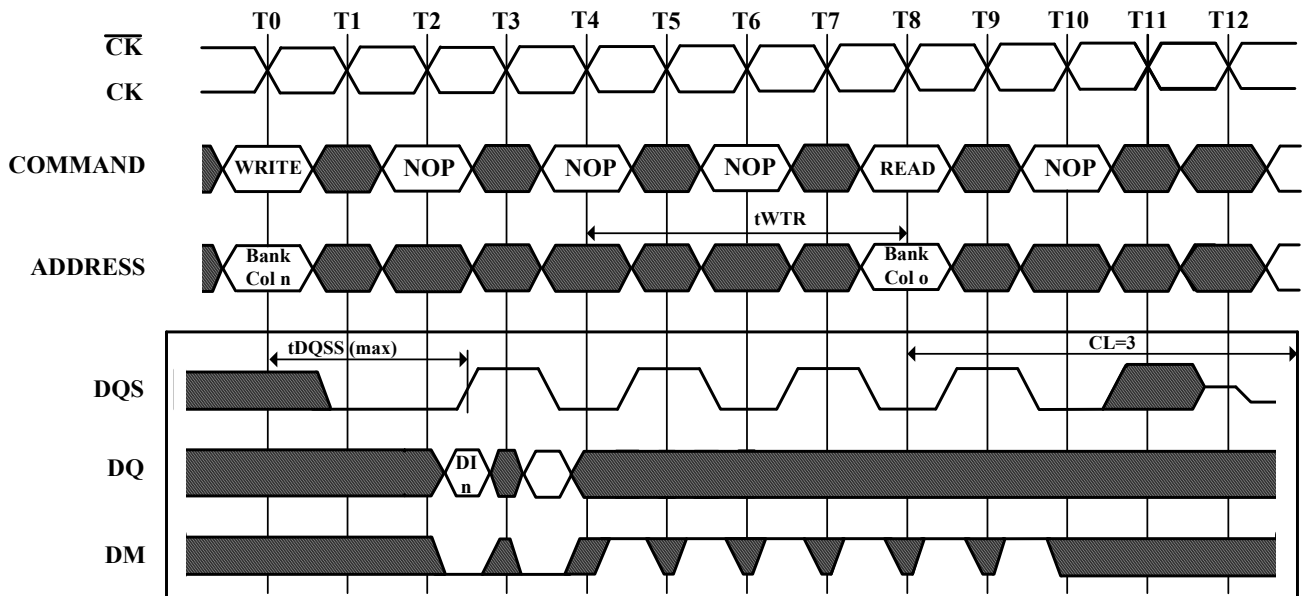 T0 T1 T2 T3 T4 T5 T6 T7 T8 T9 T10 T11 T12
CK
CK
COMMAND WRITE NOP NOP NOP READ NOP
tWTR
ADDRESS Bank Col n Bank Col o
tDQSS (max) CL=3
DQS
DQ DI n
DM